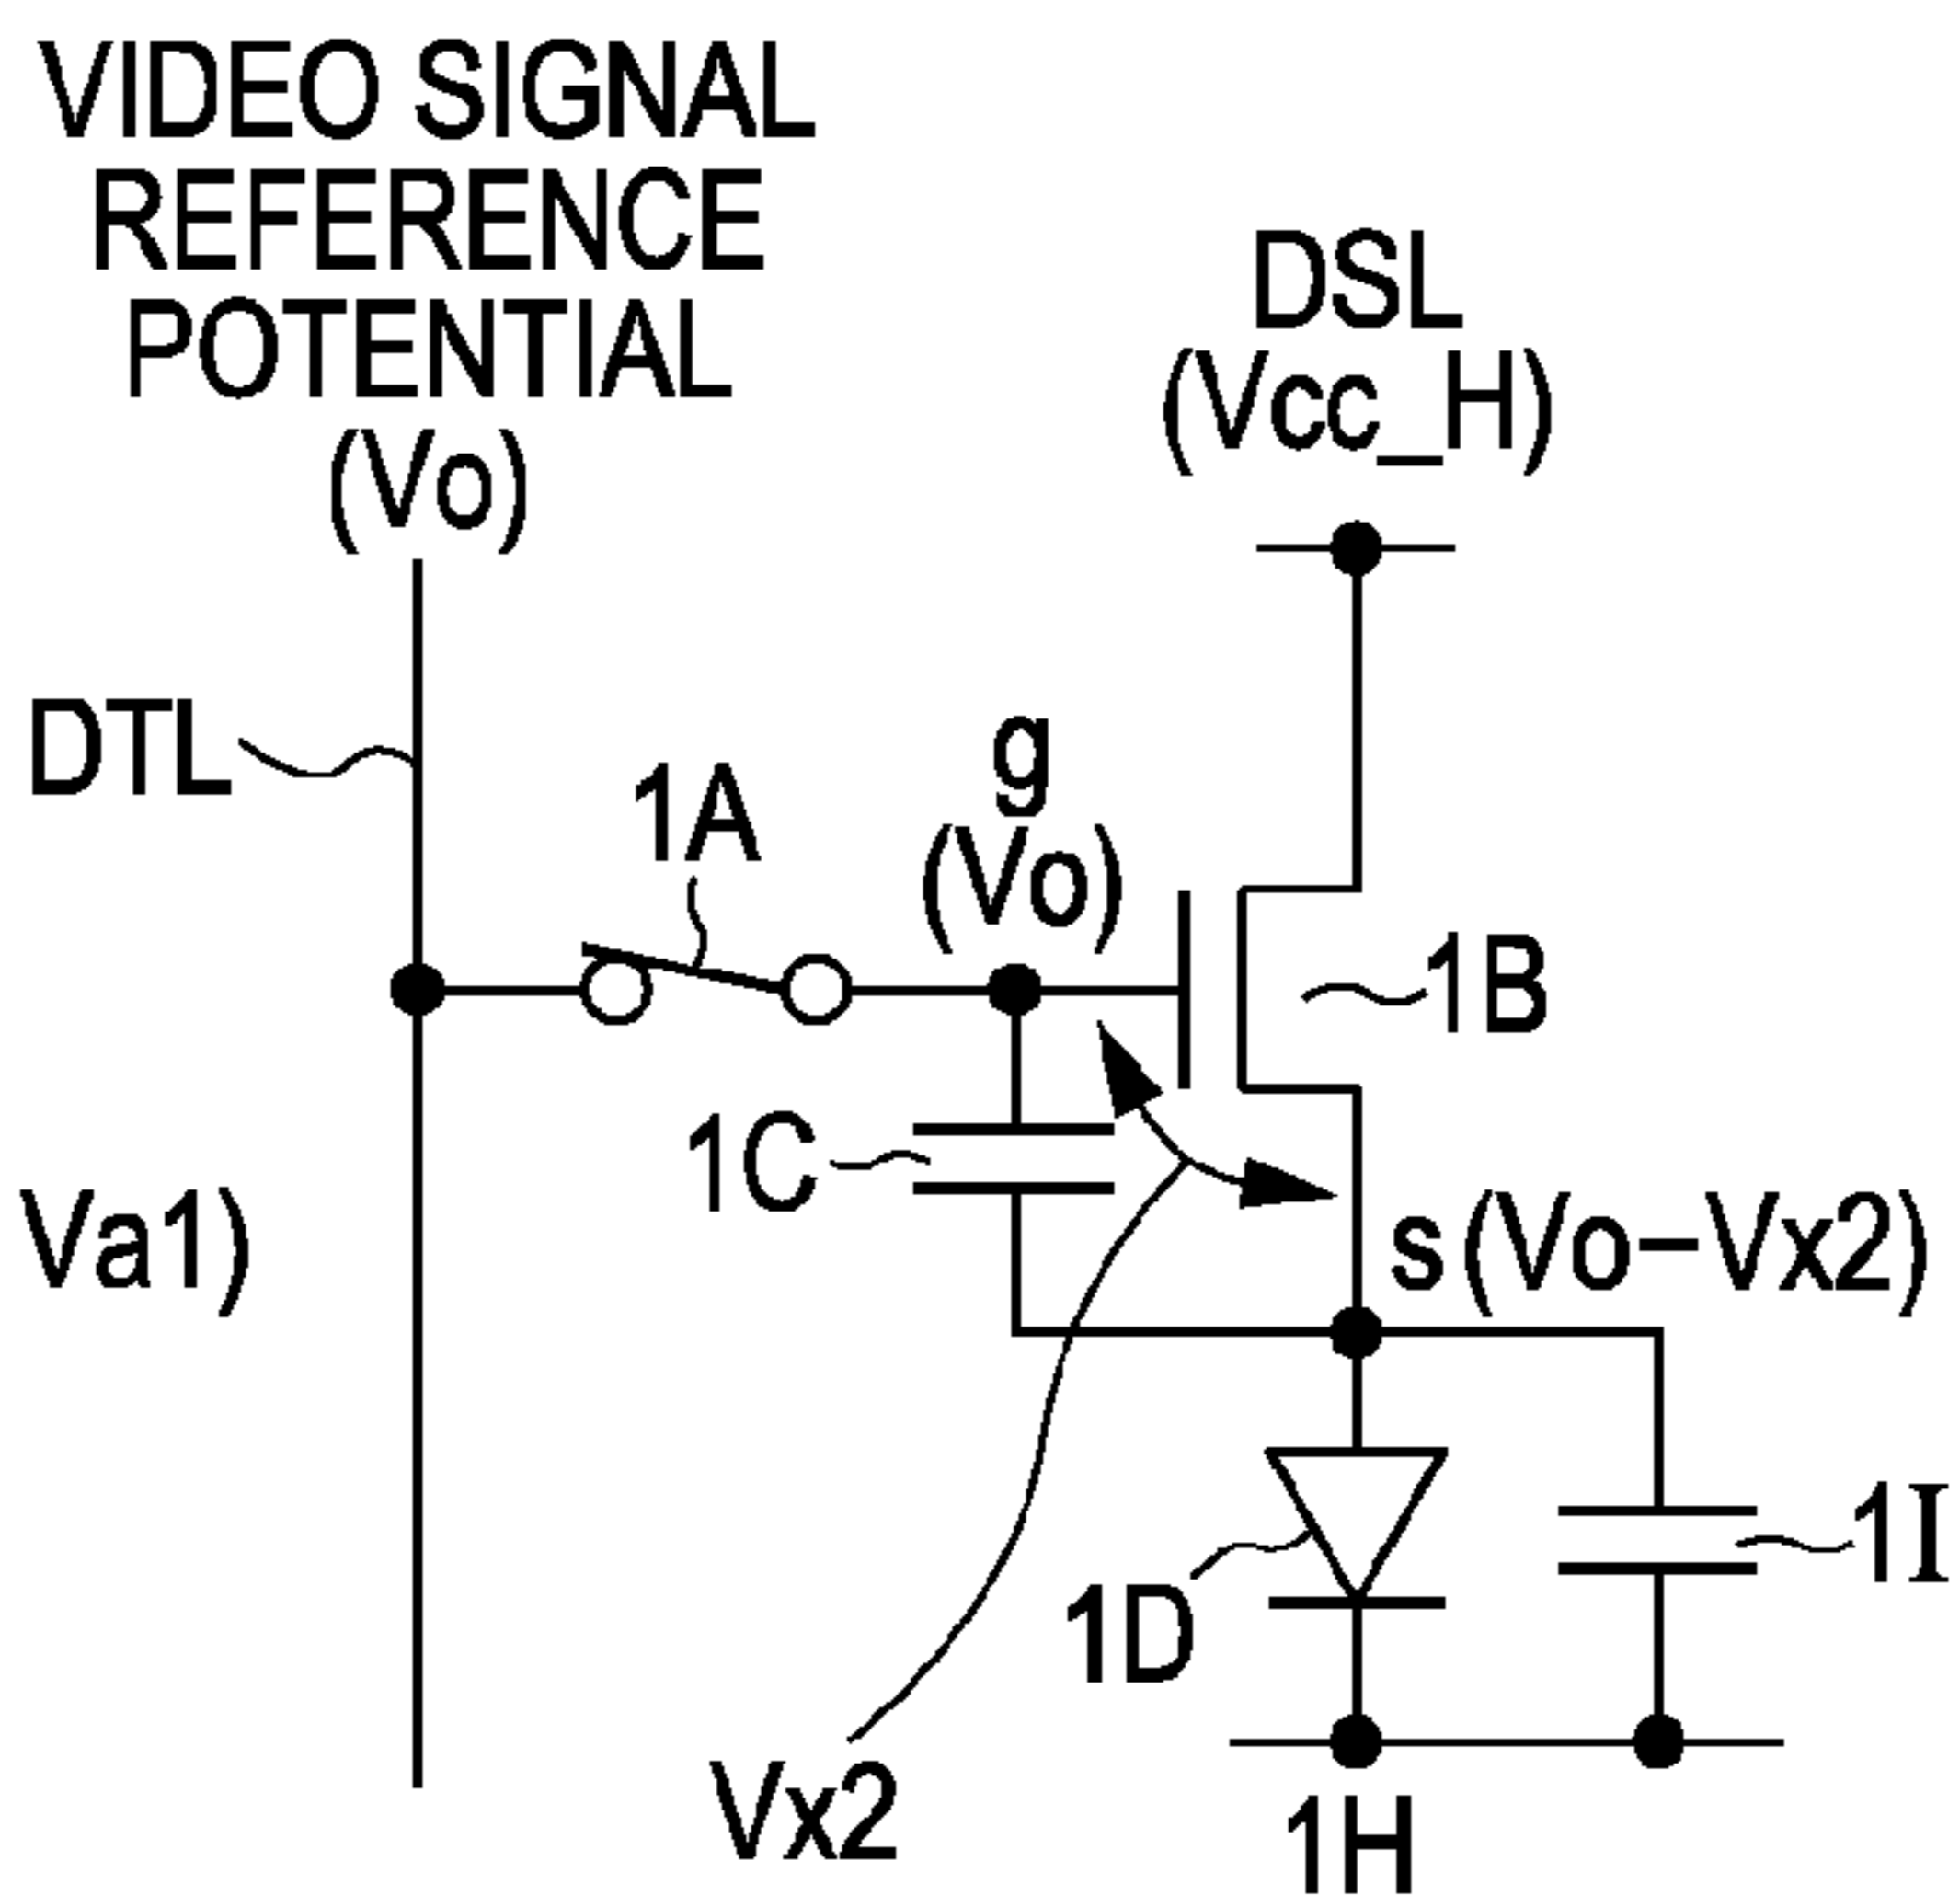 VIDEO SIGNAL
REFERENCE
POTENTIAL
(Vo)
DSL
(Vcc_H)
DTL
1A
g
(Vo)
1B
1C
Va1)
s (Vo−Vx2)
1D
1I
Vx2
1H